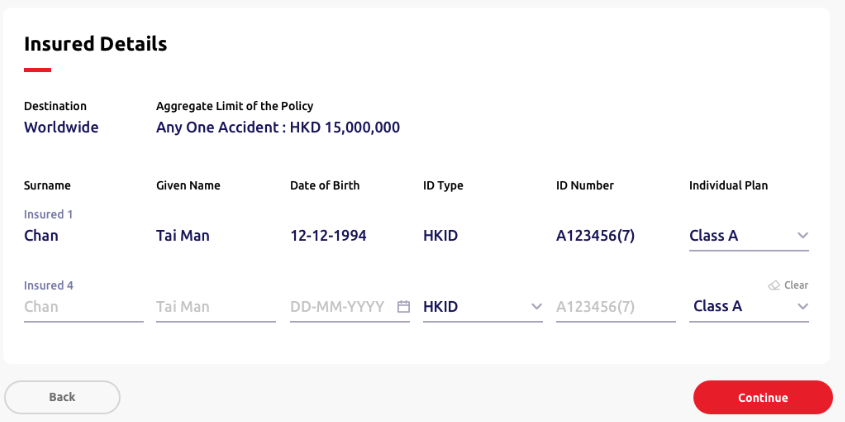 Insured Details
Destination Aggregate Limit of the Policy
Worldwide Any One Accident : HKD 15,000,000
Surname Given Name Date of Birth ID Type ID Number Individual Plan
Insured 1
Chan Tai Man 12-12-1994 HKID A123456(7) Class A
Insured 4 Clear
Chan Tai Man DD-MM-YYYY HKID A123456(7) Class A
Back Continue